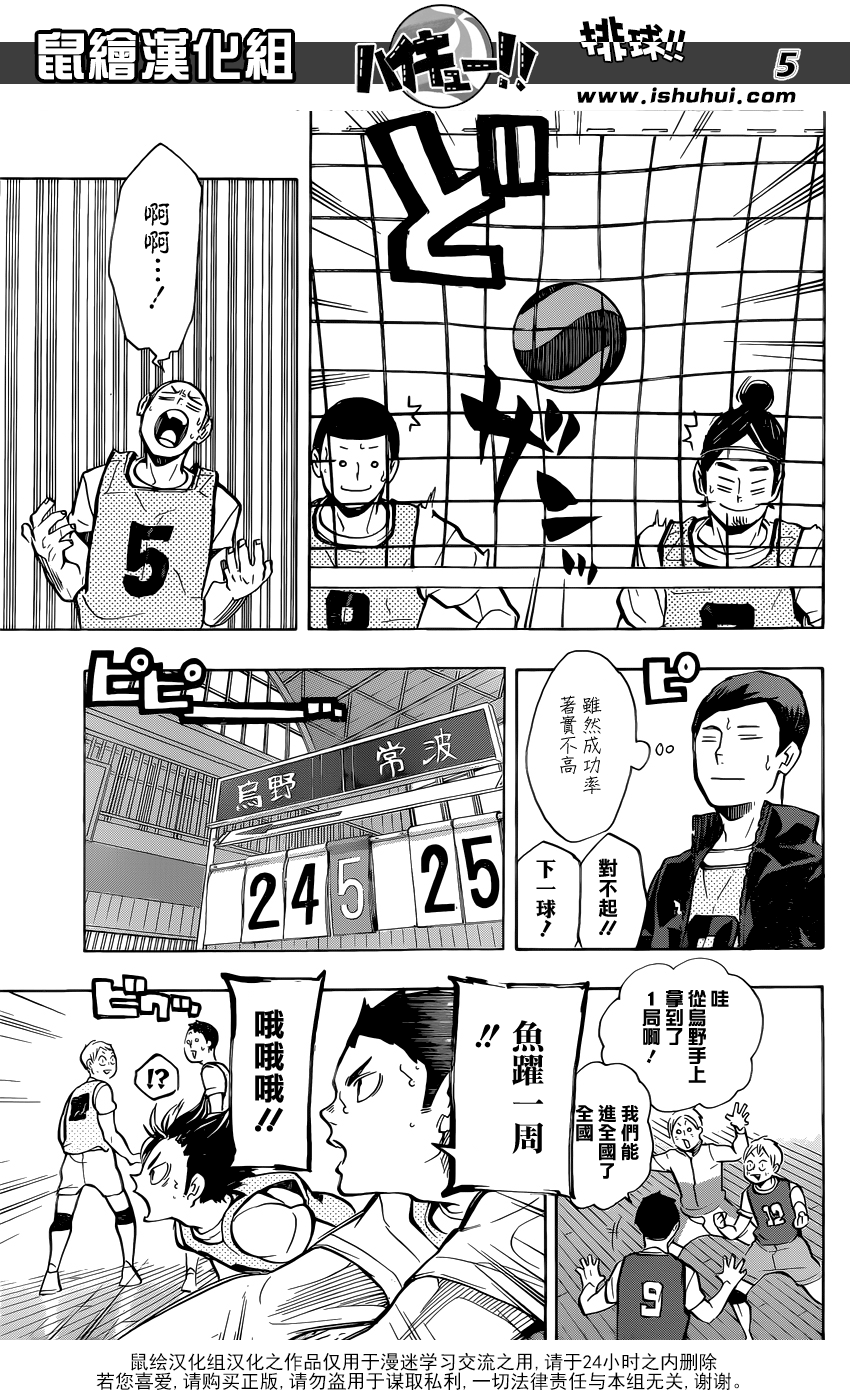 鼠繪漢化組
ハイキュー!!
排球!!
5
www.ishuhui.com
ど
ザンッ
啊啊…!
5
ピ
雖然成功率
著實不高
對不起!!
下一球!
ピピーーッ
烏野
常波
24 5 25
哇
從烏野手上
拿到了
1局啊!
我們能
進全國了
全國
12
9
魚躍一周
!!
哦哦哦!!
ビクッ
!?
鼠绘汉化组汉化之作品仅用于漫迷学习交流之用, 请于24小时之内删除
若您喜爱, 请购买正版, 请勿盗用于谋取私利, 一切法律责任与本组无关, 谢谢。